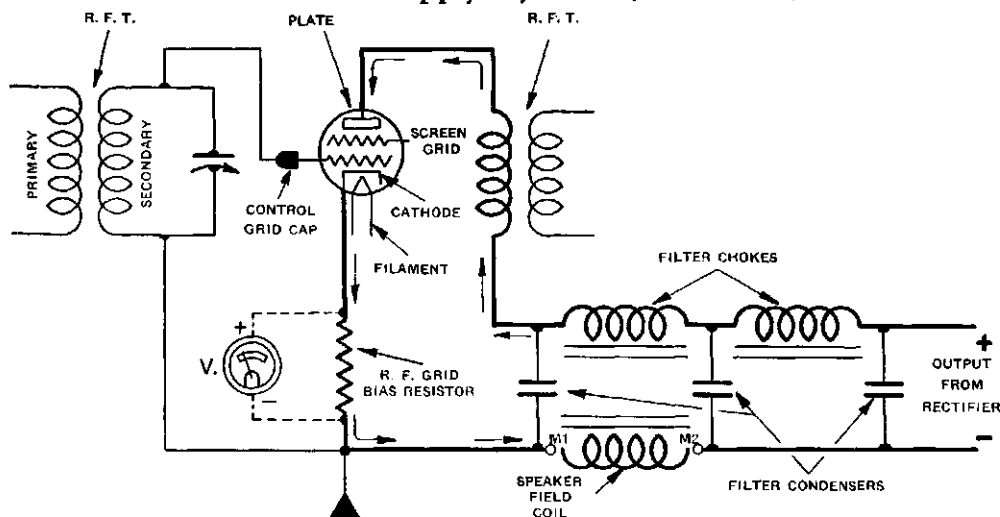 R. F. T.
PLATE
R. F. T.
PRIMARY
SECONDARY
SCREEN
GRID
CONTROL
GRID CAP
CATHODE
FILAMENT
FILTER CHOKES
+
V.
−
R. F. GRID
BIAS RESISTOR
+
OUTPUT
FROM
RECTIFIER
−
M1
M2
SPEAKER
FIELD
COIL
FILTER CONDENSERS